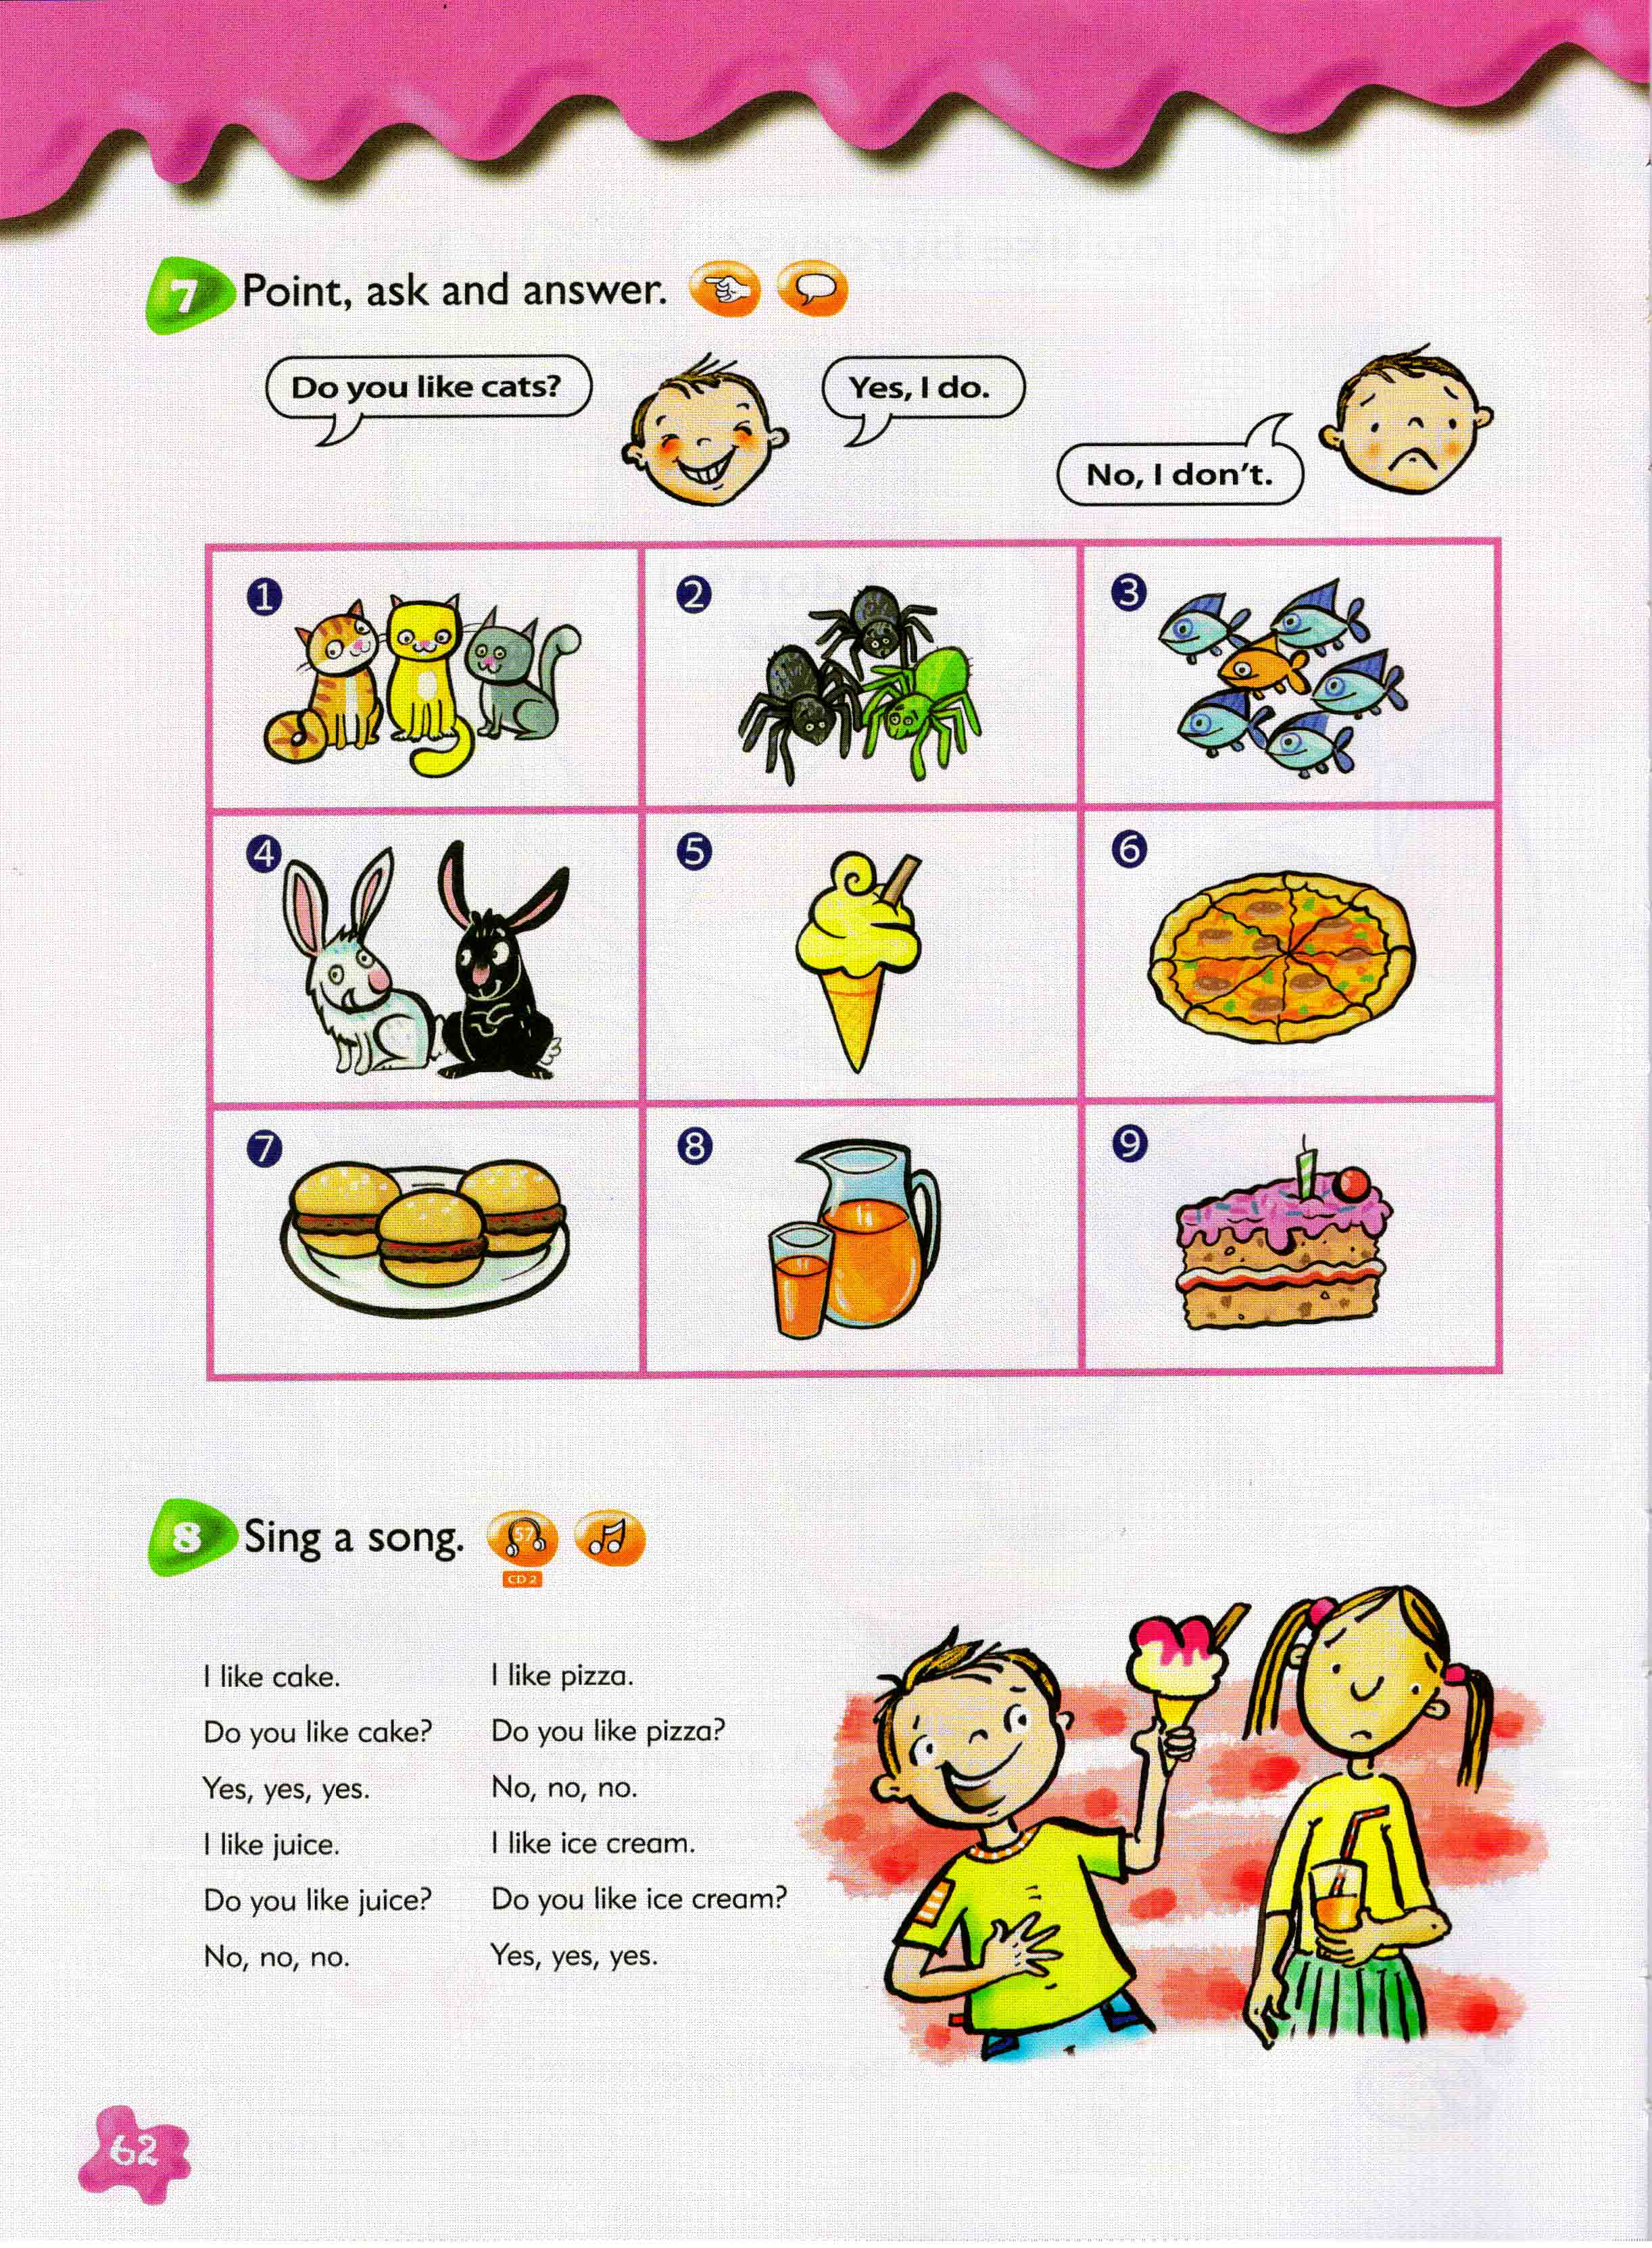 7 Point, ask and answer.
Do you like cats?
Yes, I do.
No, I don't.
1
2
3
4
5
6
7
8
9
8 Sing a song.
57
CD 2
I like cake.
Do you like cake?
Yes, yes, yes.
I like juice.
Do you like juice?
No, no, no.
I like pizza.
Do you like pizza?
No, no, no.
I like ice cream.
Do you like ice cream?
Yes, yes, yes.
62